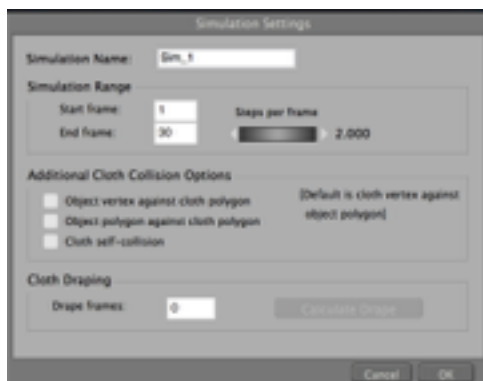 Simulation Settings
Simulation Name: Sim_1
Simulation Range
Start frame: 1
Steps per frame
End frame: 30
2.000
Additional Cloth Collision Options
Object vertex against cloth polygon
[Default is cloth vertex against
Object polygon against cloth polygon
object polygon]
Cloth self-collision
Cloth Draping
Drape frames: 0
Calculate Drape
Cancel
OK